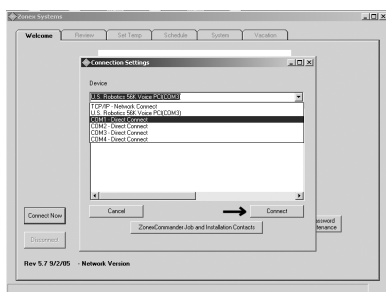 Zonex Systems
Welcome Review Set Temp Schedule System Vacation
Connection Settings
Device
U.S. Robotics 56K Voice PCI(COM3)
TCP/IP - Network Connect
U.S. Robotics 56K Voice PCI(COM3)
COM1 - Direct Connect
COM2 - Direct Connect
COM3 - Direct Connect
COM4 - Direct Connect
Cancel Connect
ZonexCommander Job and Installation Contacts
Connect Now
Disconnect
Rev 5.7 9/2/05 - Network Version